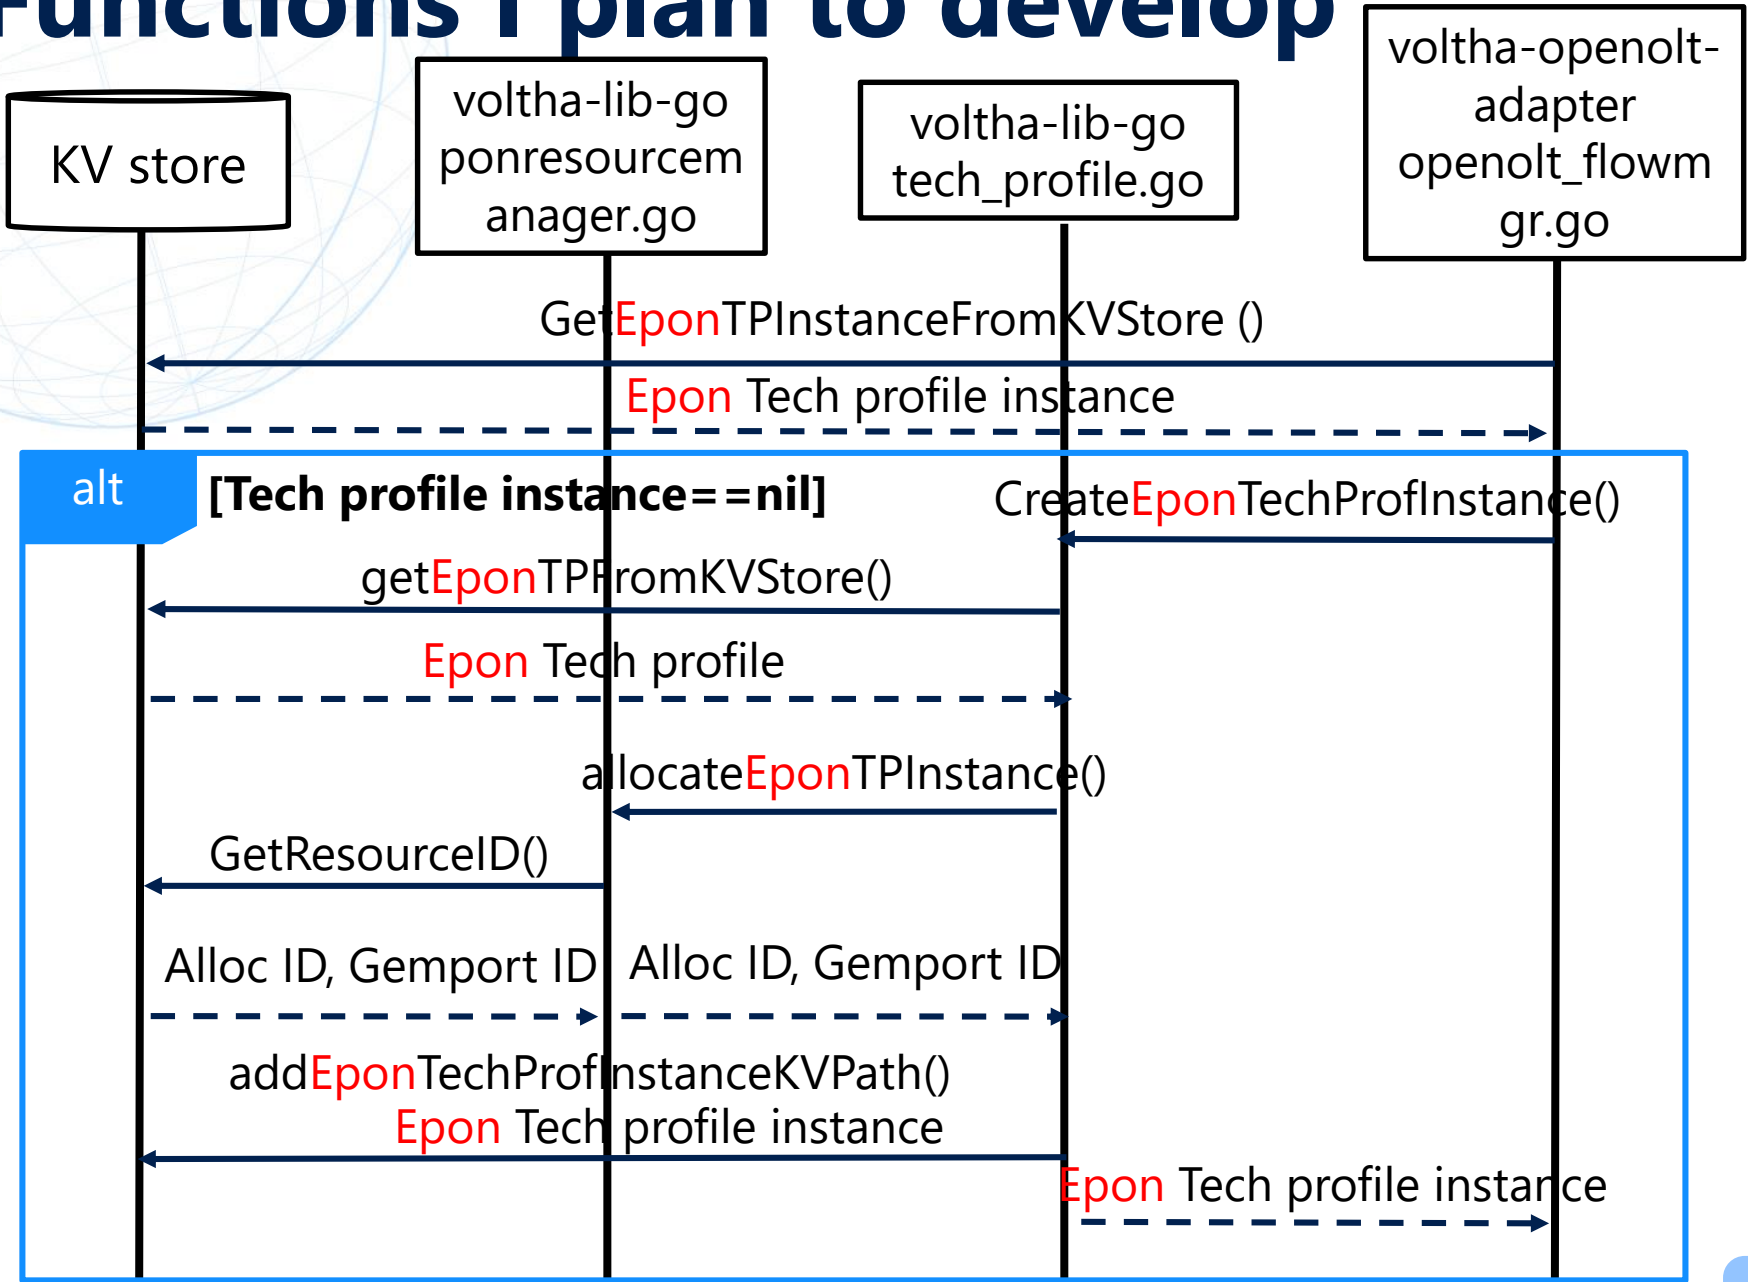 Functions I plan to develop
KV store
voltha-lib-go
ponresourcem
anager.go
voltha-lib-go
tech_profile.go
voltha-openolt-
adapter
openolt_flowm
gr.go
GetEponTPInstanceFromKVStore ()
Epon Tech profile instance
alt
[Tech profile instance==nil]
CreateEponTechProfInstance()
getEponTPFromKVStore()
Epon Tech profile
allocateEponTPInstance()
GetResourceID()
Alloc ID, Gemport ID
Alloc ID, Gemport ID
addEponTechProfInstanceKVPath()
Epon Tech profile instance
Epon Tech profile instance